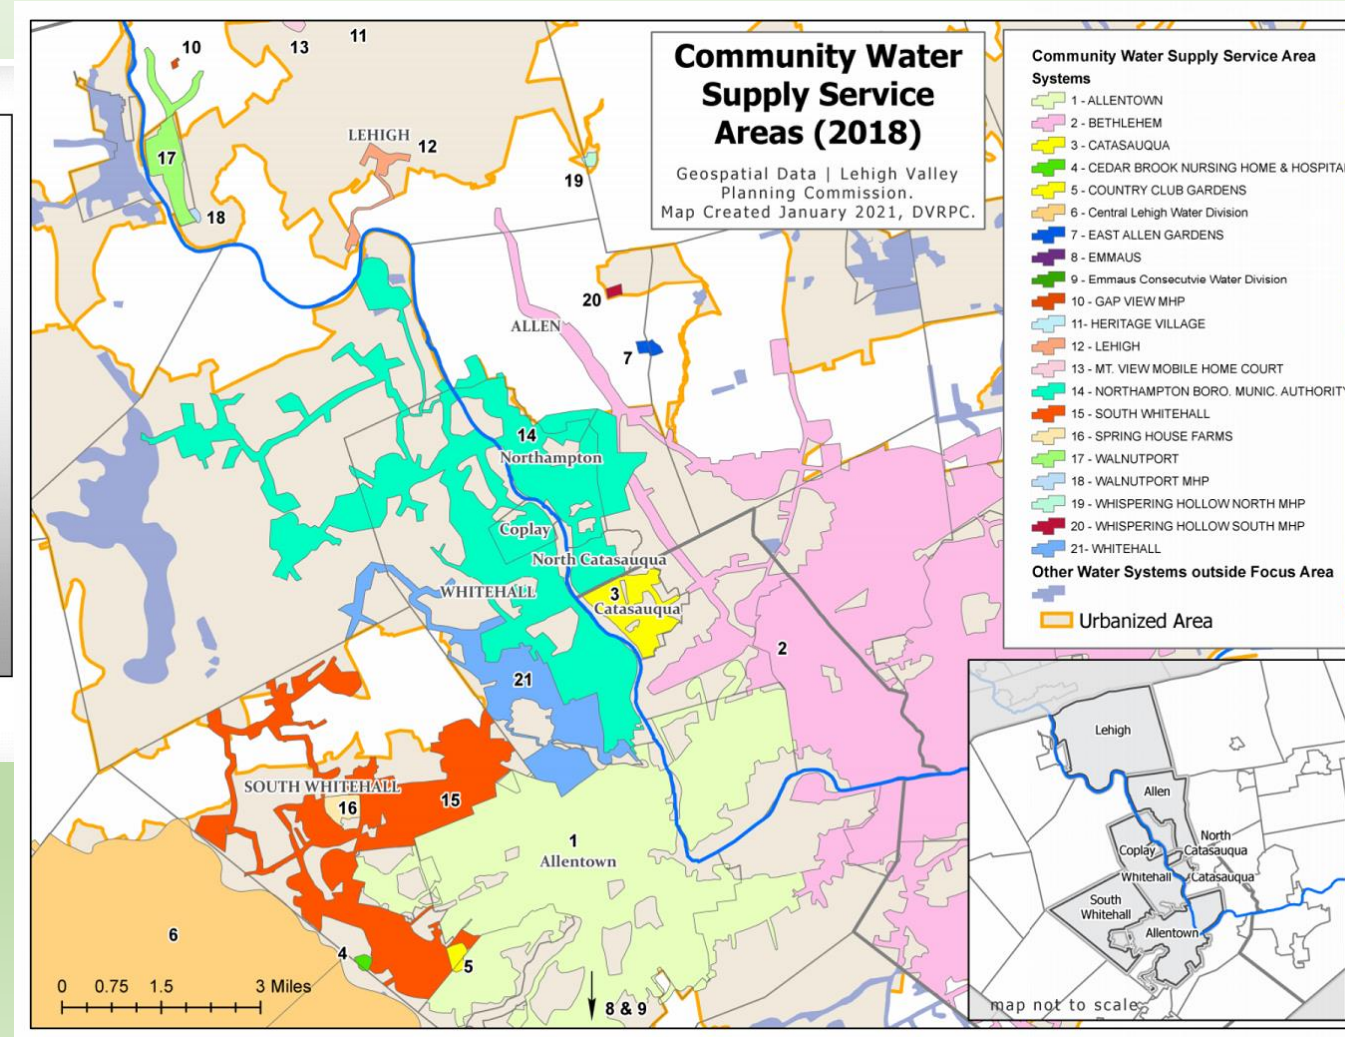 Community Water
Supply Service
Areas (2018)
Geospatial Data | Lehigh Valley
Planning Commission.
Map Created January 2021, DVRPC.
Community Water Supply Service Area
Systems
1 - ALLENTOWN
2 - BETHLEHEM
3 - CATASAUQUA
4 - CEDAR BROOK NURSING HOME & HOSPITA
5 - COUNTRY CLUB GARDENS
6 - Central Lehigh Water Division
7 - EAST ALLEN GARDENS
8 - EMMAUS
9 - Emmaus Consecutvie Water Division
10 - GAP VIEW MHP
11- HERITAGE VILLAGE
12 - LEHIGH
13 - MT. VIEW MOBILE HOME COURT
14 - NORTHAMPTON BORO. MUNIC. AUTHORITY
15 - SOUTH WHITEHALL
16 - SPRING HOUSE FARMS
17 - WALNUTPORT
18 - WALNUTPORT MHP
19 - WHISPERING HOLLOW NORTH MHP
20 - WHISPERING HOLLOW SOUTH MHP
21- WHITEHALL
Other Water Systems outside Focus Area
Urbanized Area
10
13
11
LEHIGH
12
17
18
19
20
ALLEN
7
14
Northampton
Coplay
North Catasauqua
WHITEHALL
3
Catasauqua
2
21
SOUTH WHITEHALL
16
15
1
Allentown
6
4
5
8 & 9
0 0.75 1.5 3 Miles
Lehigh
Allen
North
Catasauqua
Coplay
Whitehall
Catasauqua
South
Whitehall
Allentown
map not to scale